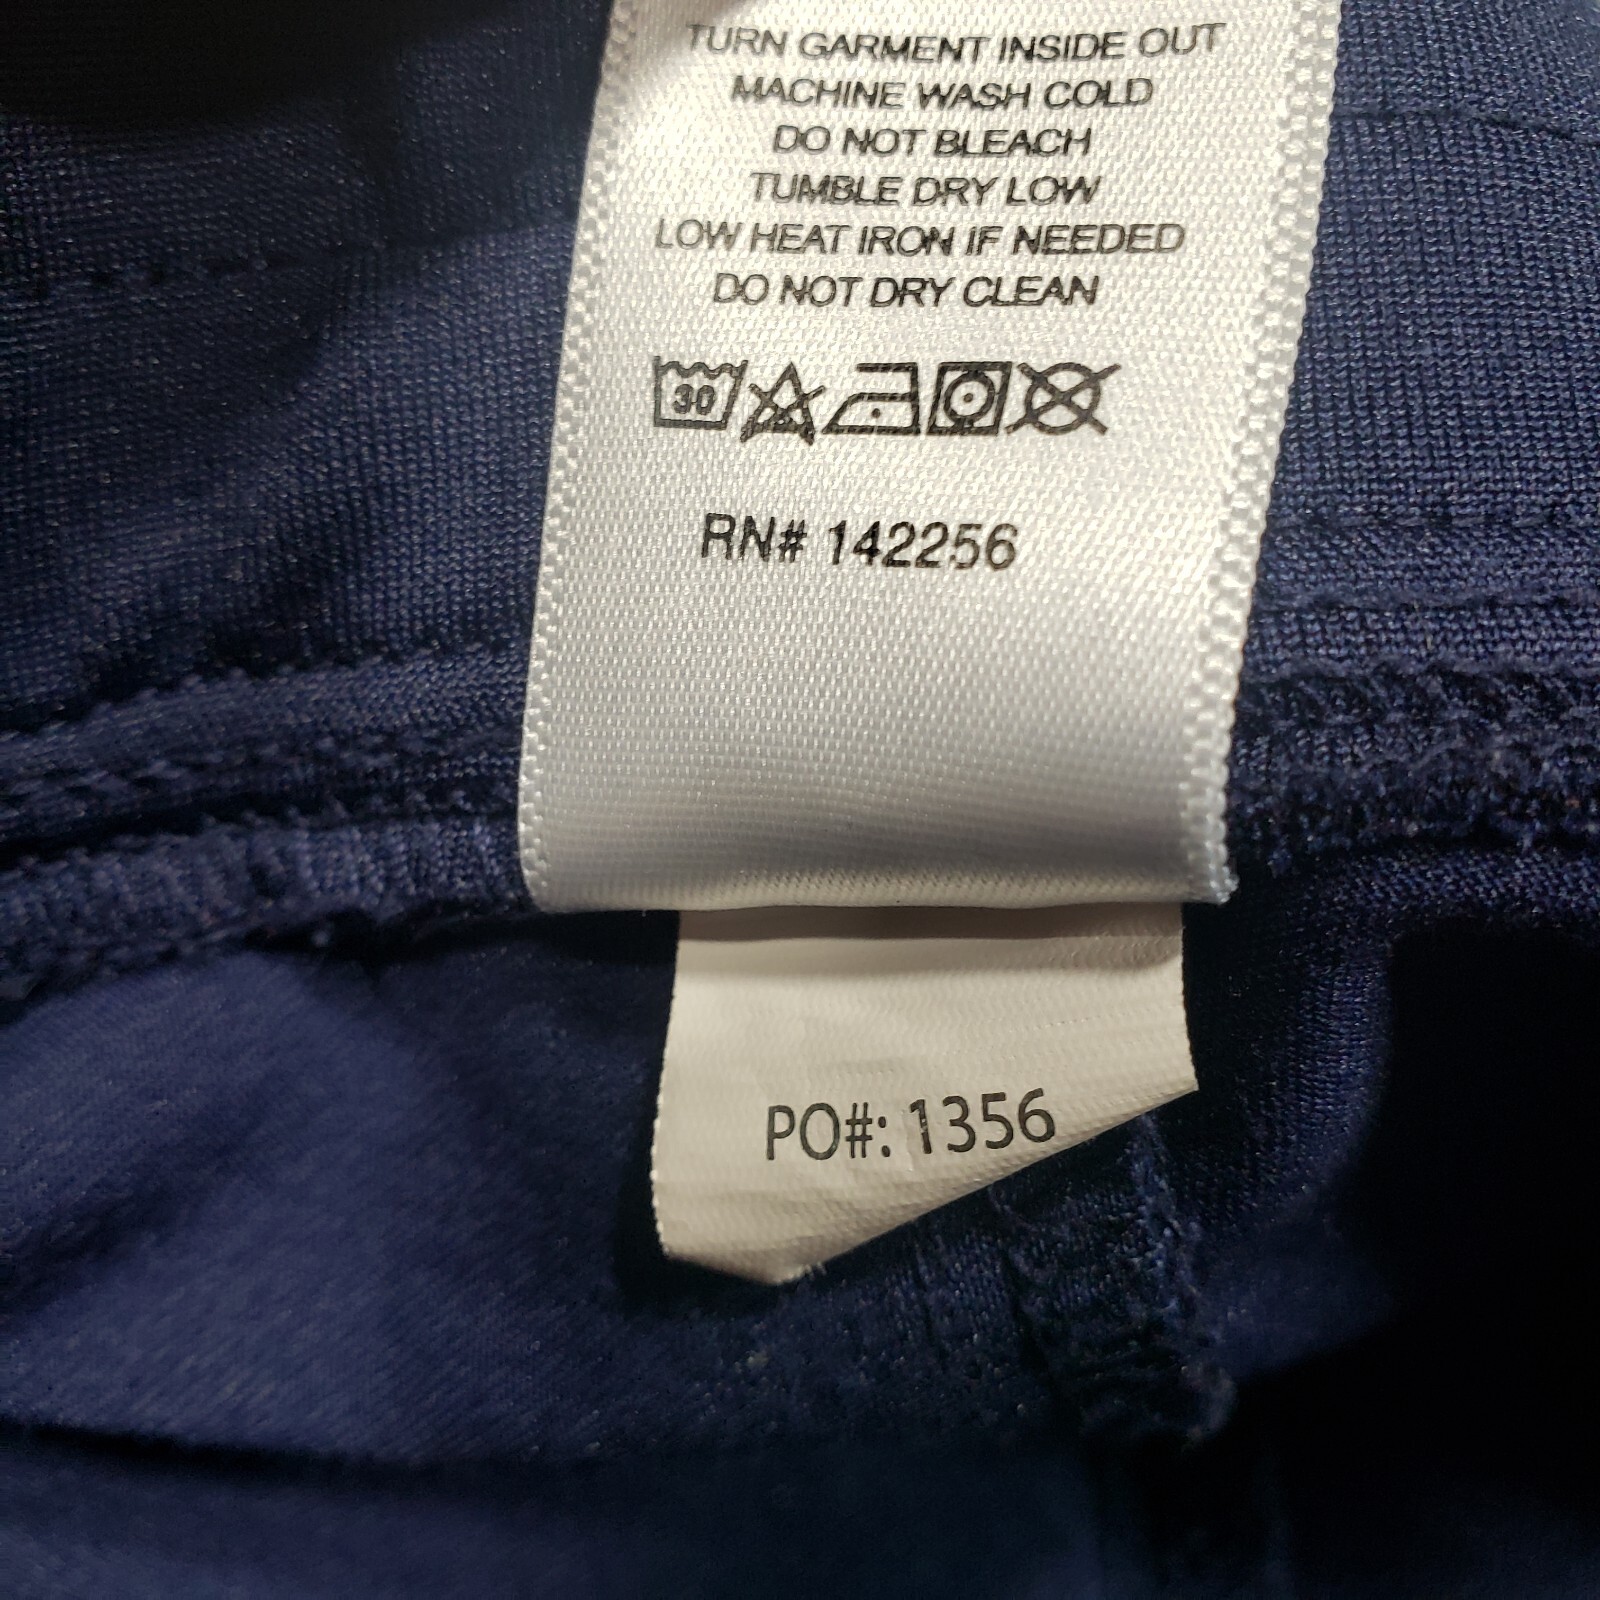 TURN GARMENT INSIDE OUT
MACHINE WASH COLD
DO NOT BLEACH
TUMBLE DRY LOW
LOW HEAT IRON IF NEEDED
DO NOT DRY CLEAN
30
RN# 142256
PO#: 1356